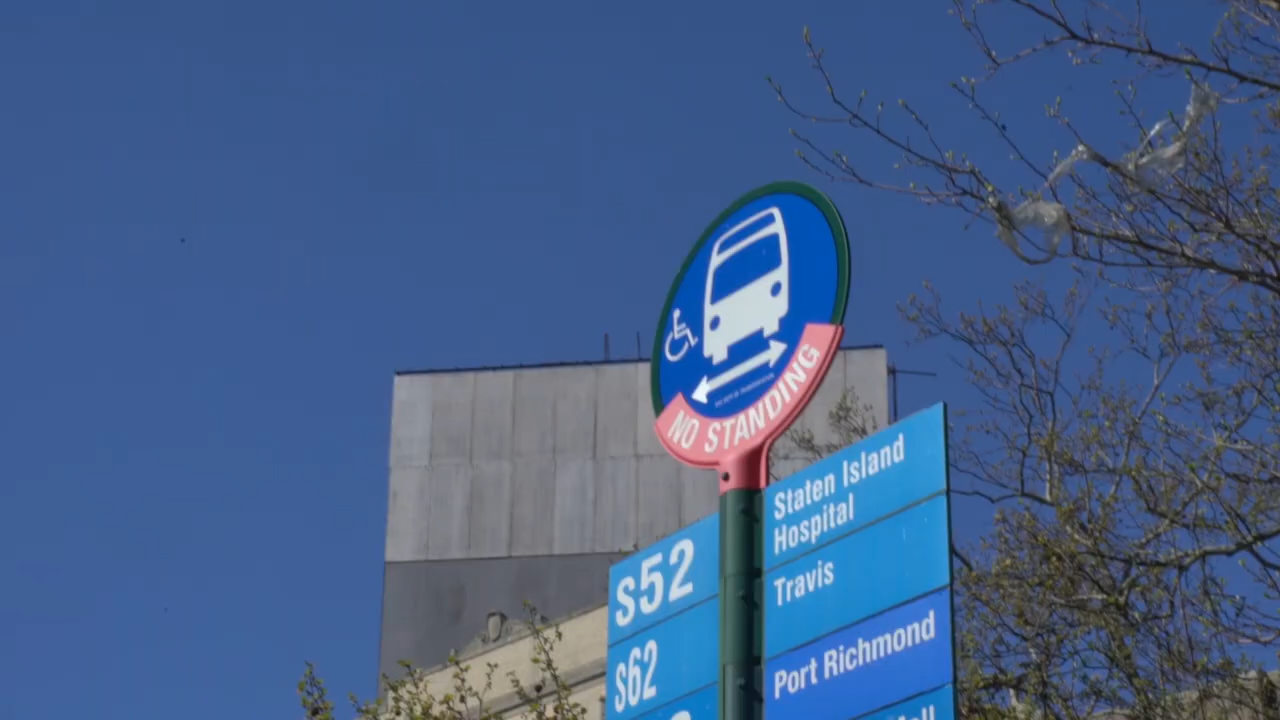 NO STANDING
S52
Staten Island
Hospital
S62
Travis
Port Richmond